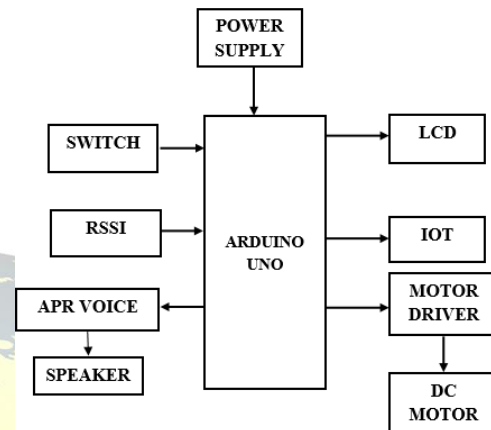 POWER
SUPPLY
SWITCH
LCD
RSSI
ARDUINO
UNO
IOT
APR VOICE
MOTOR
DRIVER
SPEAKER
DC
MOTOR